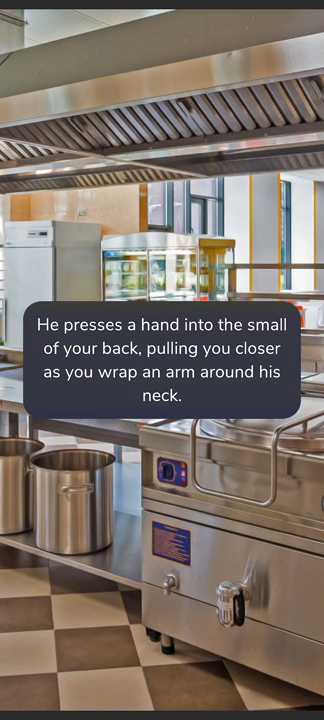 He presses a hand into the small
of your back, pulling you closer
as you wrap an arm around his
neck.